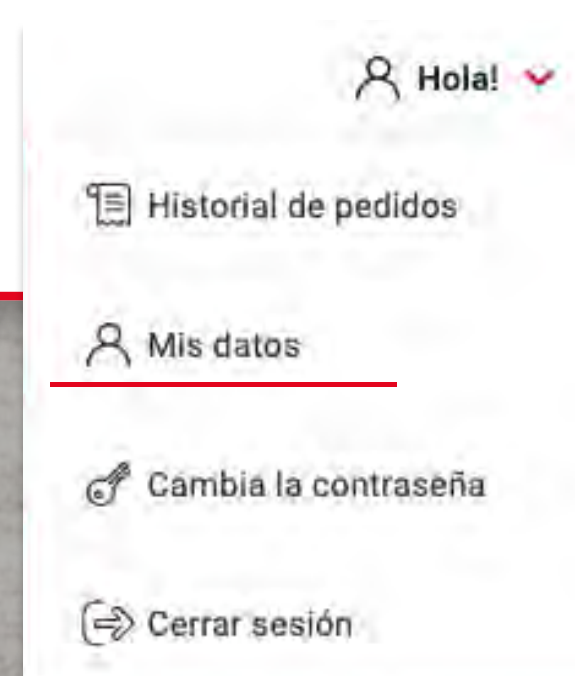 Hola!
Historial de pedidos
Mis datos
Cambia la contraseña
Cerrar sesión